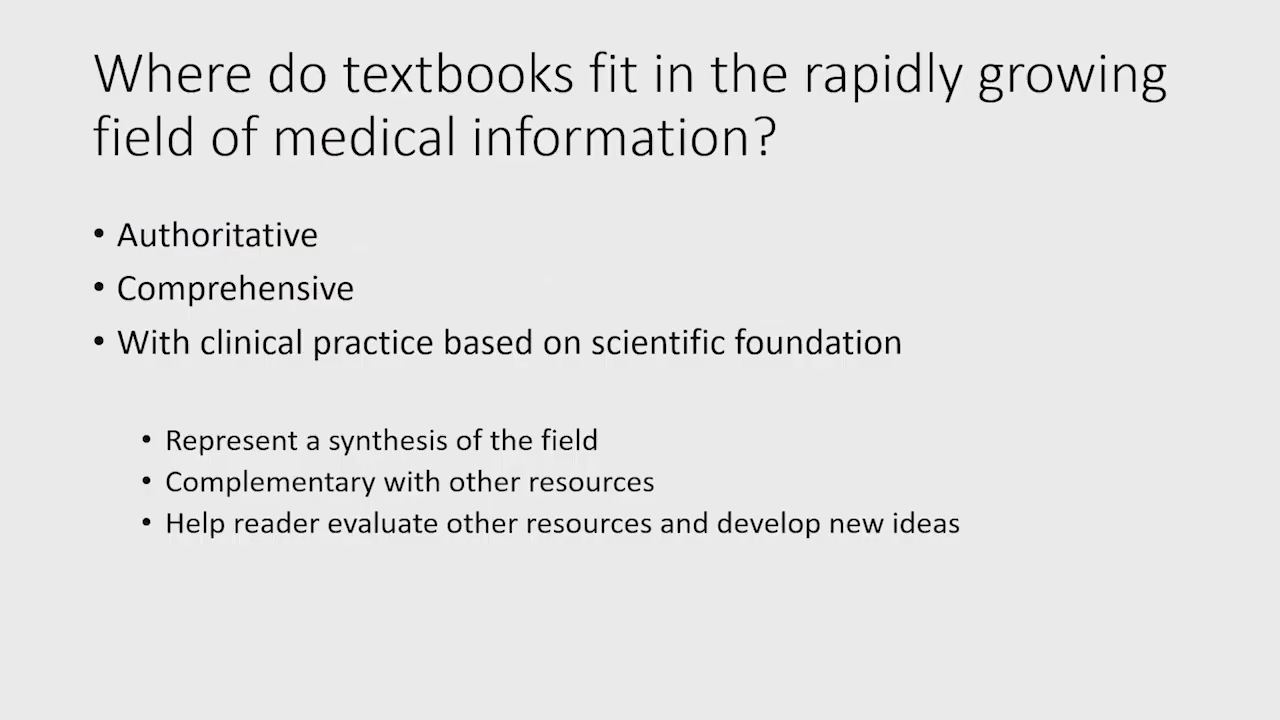 Where do textbooks fit in the rapidly growing
field of medical information?
• Authoritative
• Comprehensive
• With clinical practice based on scientific foundation
• Represent a synthesis of the field
• Complementary with other resources
• Help reader evaluate other resources and develop new ideas